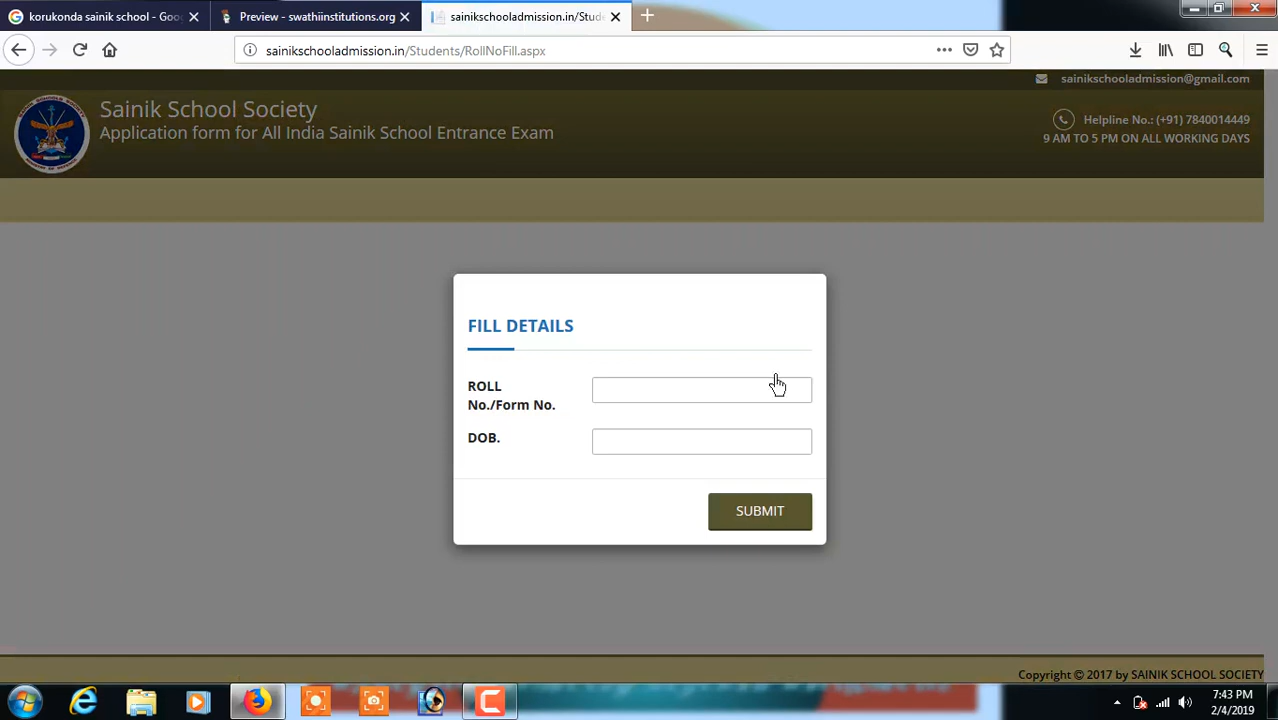 korukonda sainik school - Goo
Preview - swathiinstitutions.org
sainikschooladmission.in/Stude
sainikschooladmission.in/Students/RollNoFill.aspx
sainikschooladmission@gmail.com
Sainik School Society
Application form for All India Sainik School Entrance Exam
Helpline No.: (+91) 7840014449
9 AM TO 5 PM ON ALL WORKING DAYS
FILL DETAILS
ROLL
No./Form No.
DOB.
SUBMIT
Copyright © 2017 by SAINIK SCHOOL SOCIETY
7:43 PM
2/4/2019